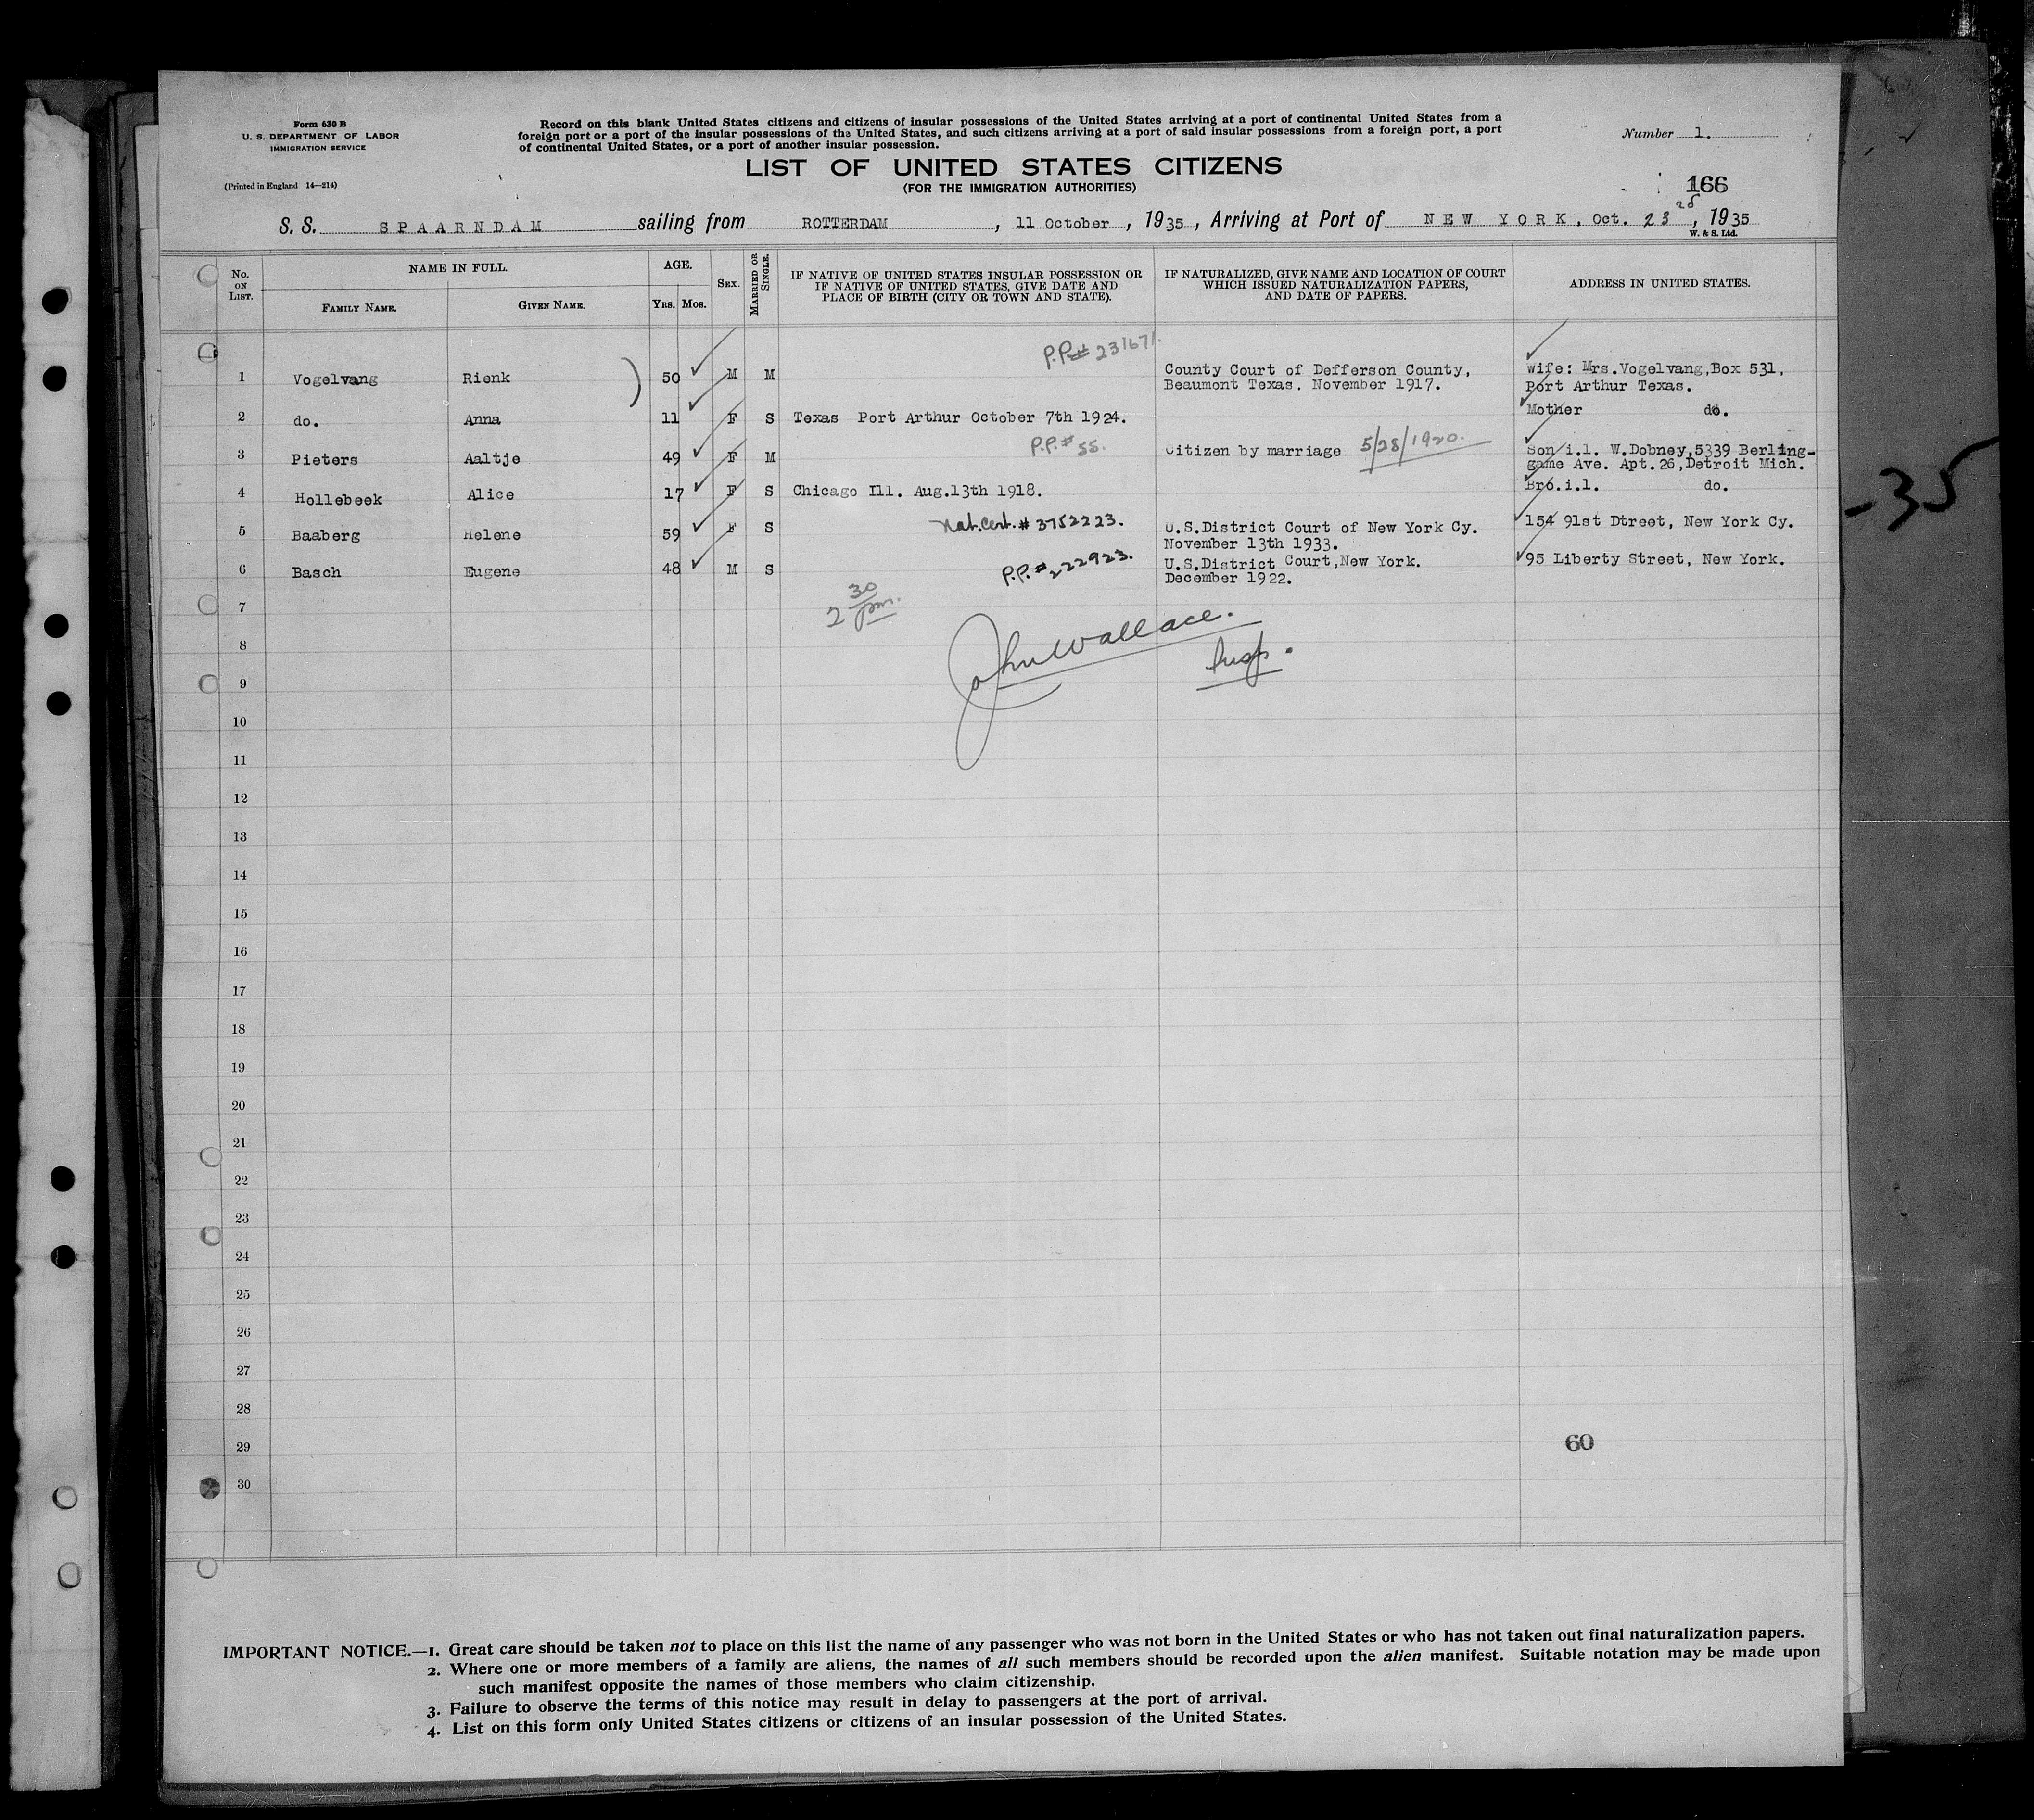 Form 630 B
U. S. DEPARTMENT OF LABOR
IMMIGRATION SERVICE
(Printed in England 14—214)
Record on this blank United States citizens and citizens of insular possessions of the United States arriving at a port of continental United States from a
foreign port or a port of the insular possessions of the United States, and such citizens arriving at a port of said insular possessions from a foreign port, a port
of continental United States, or a port of another insular possession.
Number 1.
LIST OF UNITED STATES CITIZENS
(FOR THE IMMIGRATION AUTHORITIES)
166
S. S. SPAARNDAM sailing from ROTTERDAM, 11 October, 1935, Arriving at Port of NEW YORK, Oct. 23, 1935
W. & S. Ltd.
No. ON LIST.
NAME IN FULL.
FAMILY NAME.
GIVEN NAME.
AGE.
YRS. MOS.
SEX.
MARRIED OR SINGLE.
IF NATIVE OF UNITED STATES INSULAR POSSESSION OR
IF NATIVE OF UNITED STATES, GIVE DATE AND
PLACE OF BIRTH (CITY OR TOWN AND STATE).
IF NATURALIZED, GIVE NAME AND LOCATION OF COURT
WHICH ISSUED NATURALIZATION PAPERS,
AND DATE OF PAPERS.
ADDRESS IN UNITED STATES.
P.P.# 231671.
1 Vogelvang Rienk 50 M M County Court of Defferson County, wife: Mrs.Vogelvang,Box 531,
Beaumont Texas. November 1917. Port Arthur Texas.
2 do. Anna 11 F S Texas Port Arthur October 7th 1924. Mother do.
P.P.# 55.
3 Pieters Aaltje 49 F M Citizen by marriage 5/28/1920. Son i.l. W.Dobney,5339 Berling-
game Ave. Apt.26,Detroit Mich.
4 Hollebeek Alice 17 F S Chicago Ill. Aug.13th 1918. Bro.i.l. do.
5 Baaberg Helene 59 F S Nat.Cert.# 3752223. U.S.District Court of New York Cy. 154 91st Dtreet, New York Cy.
November 13th 1933.
6 Basch Eugene 48 M S P.P.# 222923. U.S.District Court,New York. 95 Liberty Street, New York.
December 1922.
2 30 pm.
7
John Wallace.
Insp.
8
9
10
11
12
13
14
15
16
17
18
19
20
21
22
23
24
25
26
27
28
29
60
30
-35
IMPORTANT NOTICE.—1. Great care should be taken not to place on this list the name of any passenger who was not born in the United States or who has not taken out final naturalization papers.
2. Where one or more members of a family are aliens, the names of all such members should be recorded upon the alien manifest. Suitable notation may be made upon
such manifest opposite the names of those members who claim citizenship.
3. Failure to observe the terms of this notice may result in delay to passengers at the port of arrival.
4. List on this form only United States citizens or citizens of an insular possession of the United States.